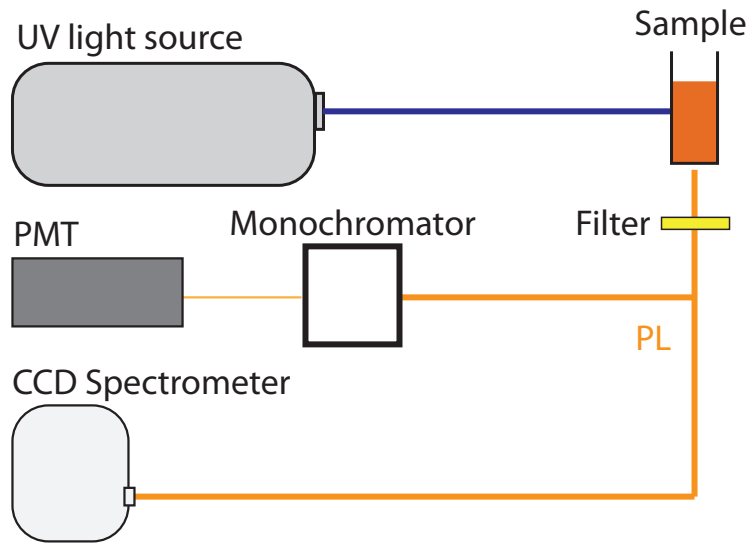 UV light source
Sample
PMT
Monochromator
Filter
PL
CCD Spectrometer